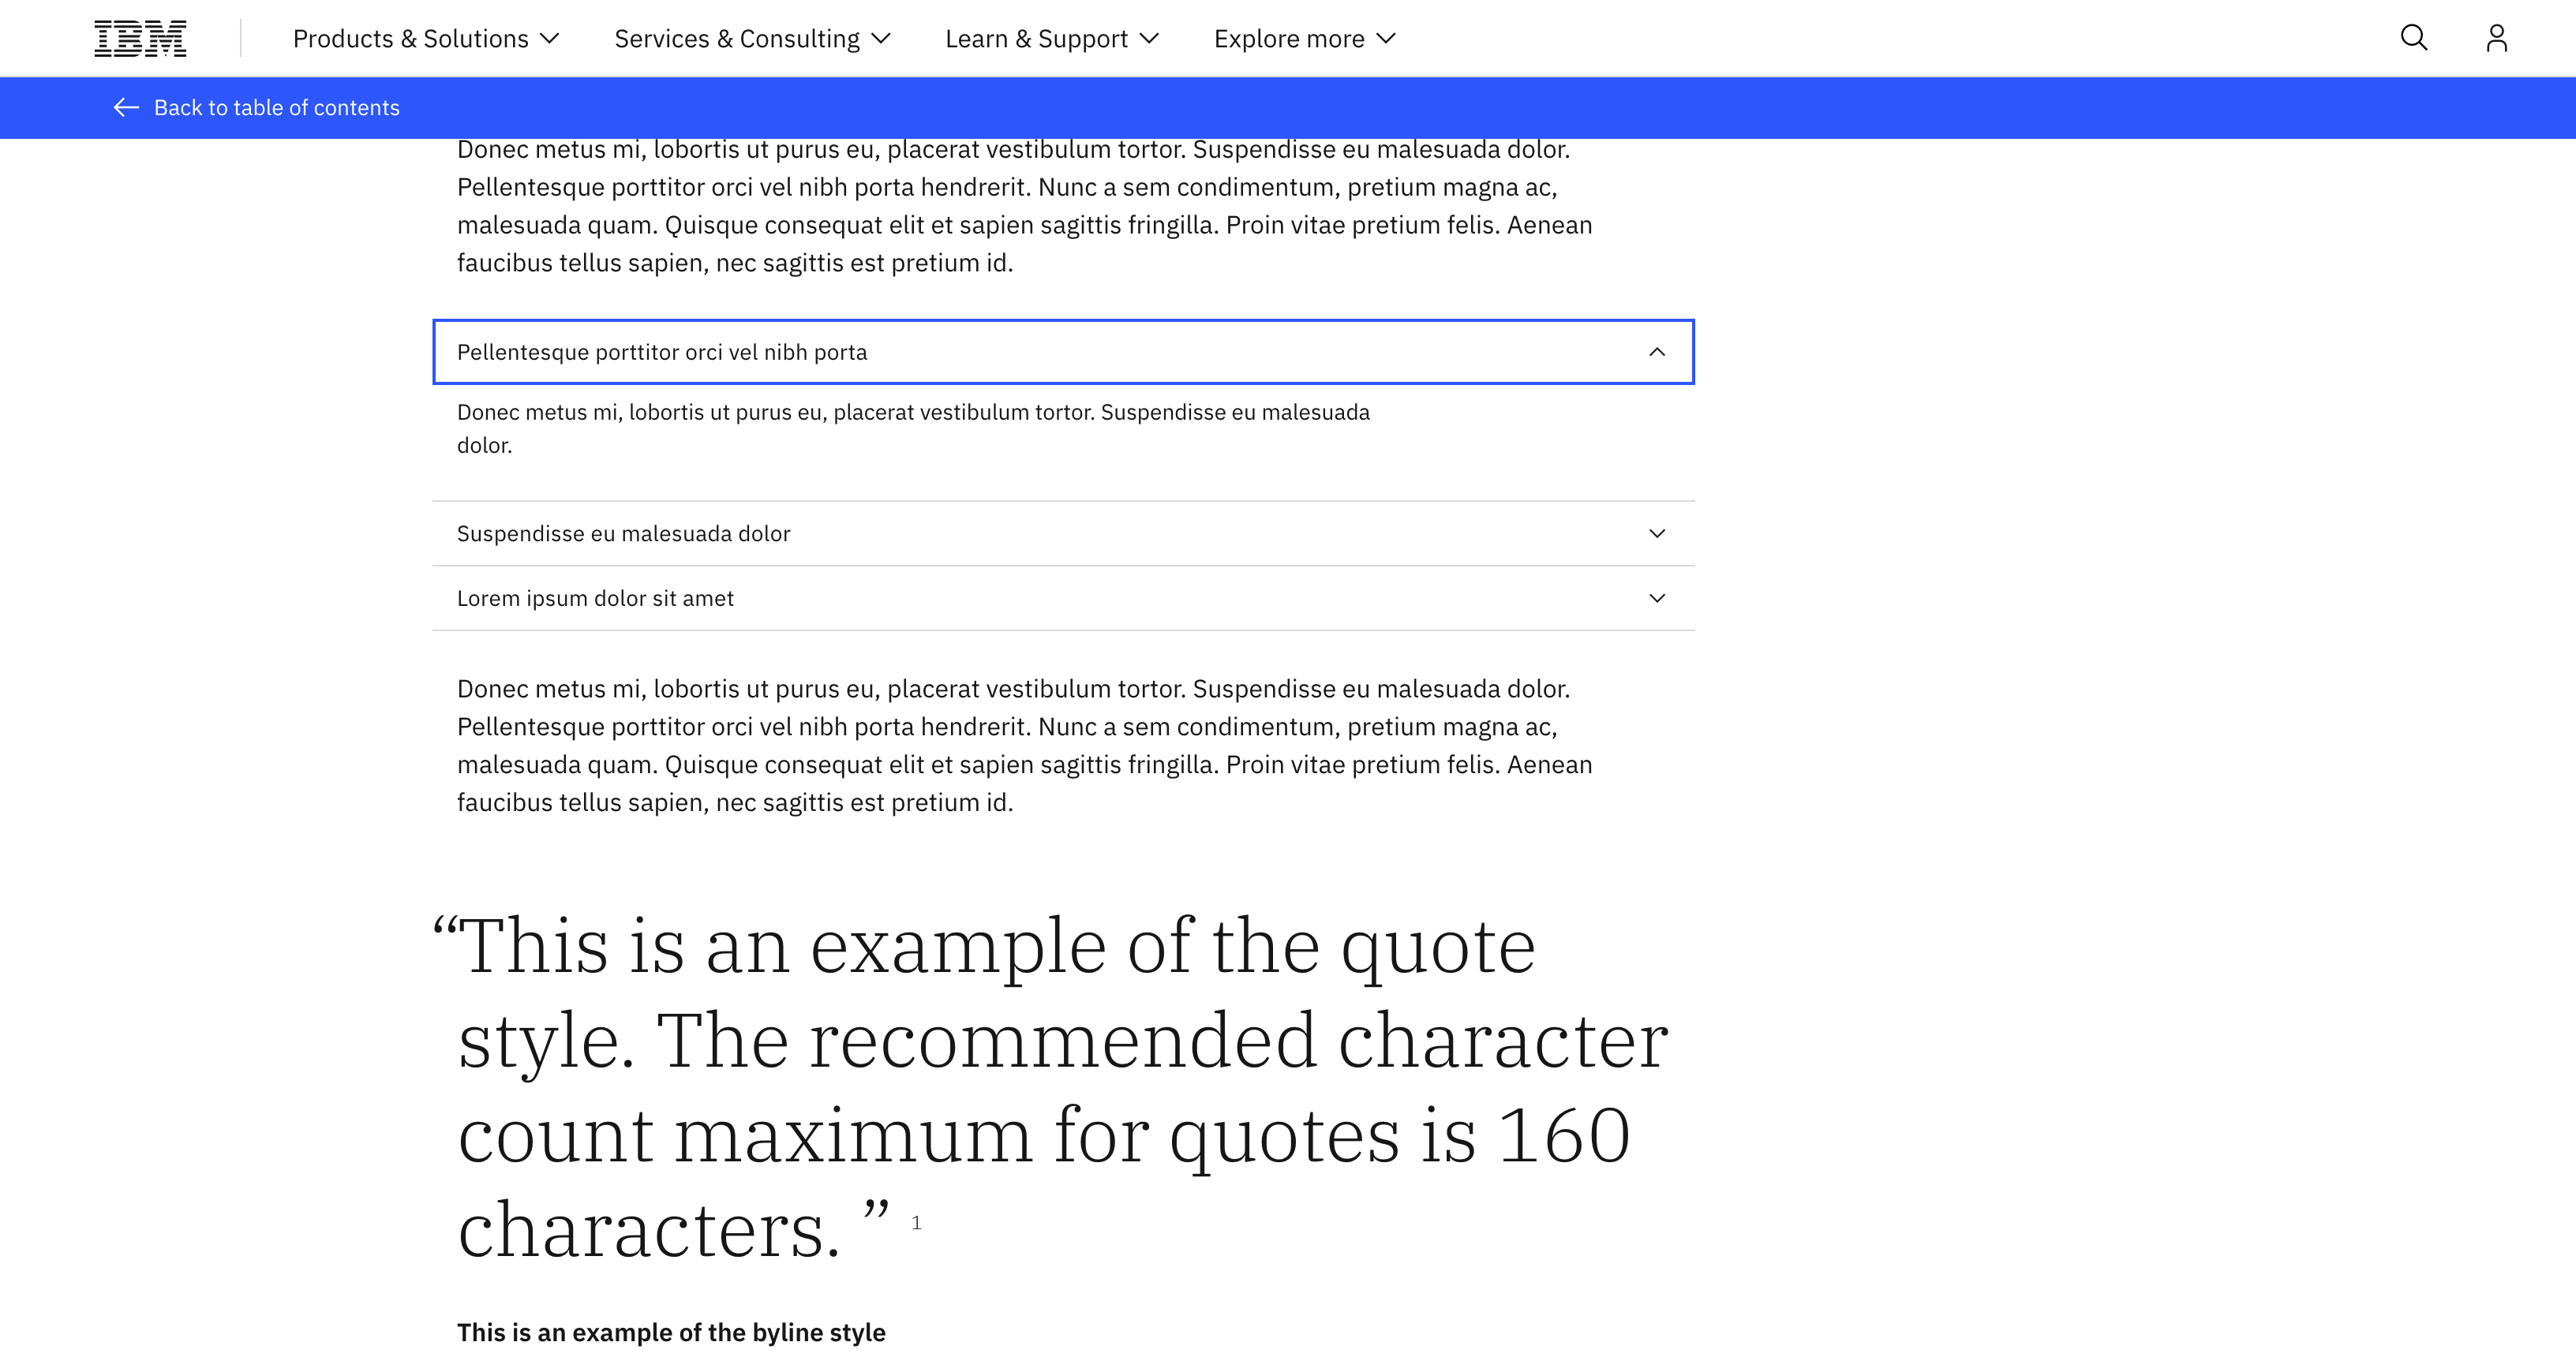 IBM
Products & Solutions
Services & Consulting
Learn & Support
Explore more
Back to table of contents
Donec metus mi, lobortis ut purus eu, placerat vestibulum tortor. Suspendisse eu malesuada dolor.
Pellentesque porttitor orci vel nibh porta hendrerit. Nunc a sem condimentum, pretium magna ac,
malesuada quam. Quisque consequat elit et sapien sagittis fringilla. Proin vitae pretium felis. Aenean
faucibus tellus sapien, nec sagittis est pretium id.
Pellentesque porttitor orci vel nibh porta
Donec metus mi, lobortis ut purus eu, placerat vestibulum tortor. Suspendisse eu malesuada
dolor.
Suspendisse eu malesuada dolor
Lorem ipsum dolor sit amet
Donec metus mi, lobortis ut purus eu, placerat vestibulum tortor. Suspendisse eu malesuada dolor.
Pellentesque porttitor orci vel nibh porta hendrerit. Nunc a sem condimentum, pretium magna ac,
malesuada quam. Quisque consequat elit et sapien sagittis fringilla. Proin vitae pretium felis. Aenean
faucibus tellus sapien, nec sagittis est pretium id.
“This is an example of the quote
style. The recommended character
count maximum for quotes is 160
characters. ” 1
This is an example of the byline style